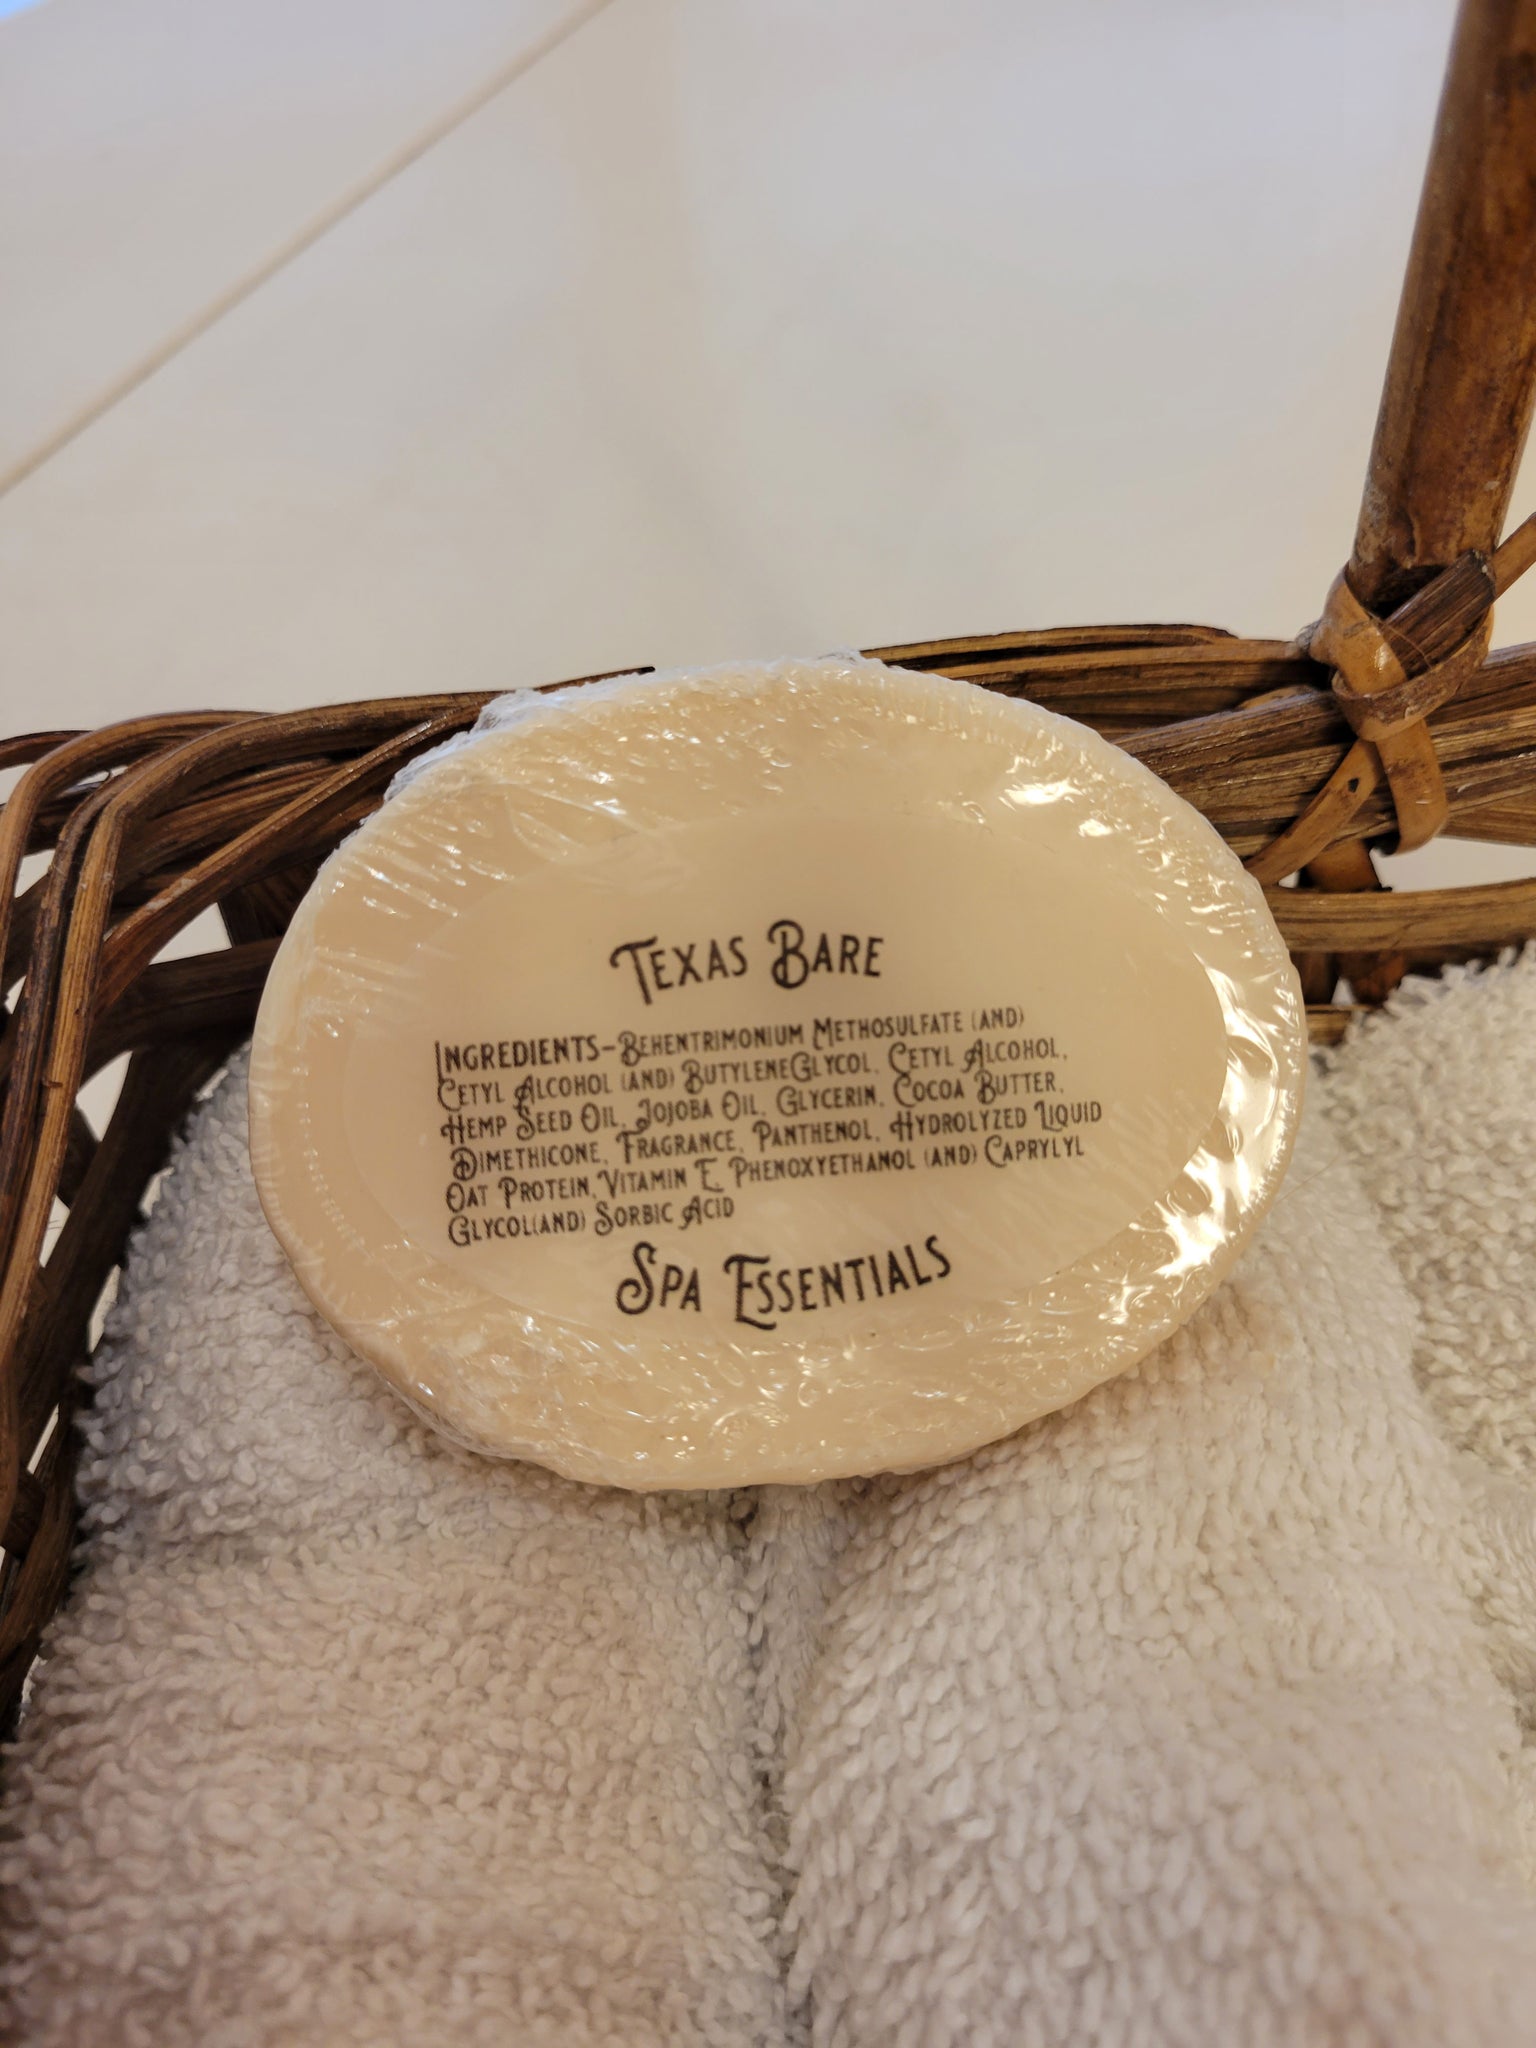 Texas Bare
Ingredients-Behentrimonium Methosulfate (and)
Cetyl Alcohol (and) ButyleneGlycol, Cetyl Alcohol,
Hemp Seed Oil, Jojoba Oil, Glycerin, Cocoa Butter,
Dimethicone, Fragrance, Panthenol, Hydrolyzed Liquid
Oat Protein, Vitamin E, Phenoxyethanol (and) Caprylyl
Glycol(and) Sorbic Acid
Spa Essentials